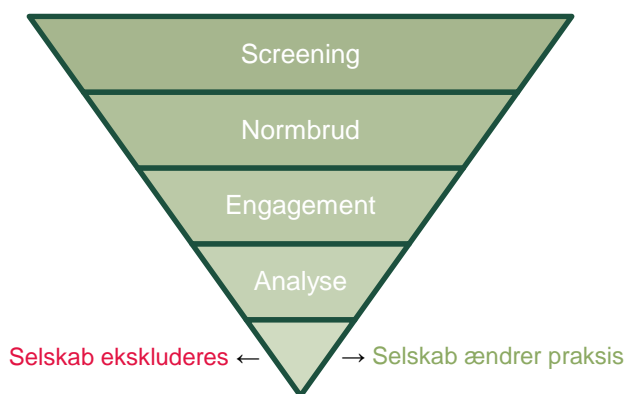 Screening
Normbrud
Engagement
Analyse
Selskab ekskluderes ← → Selskab ændrer praksis